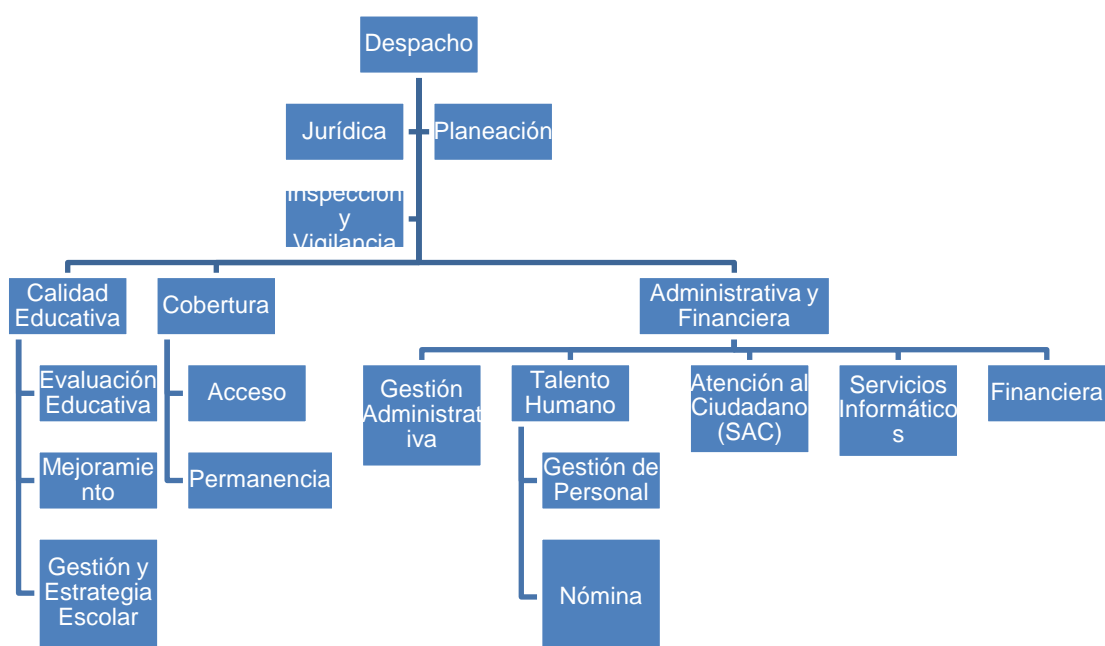 Despacho
Jurídica
Planeación
Inspección
y
Vigilancia
Calidad
Educativa
Cobertura
Administrativa y
Financiera
Evaluación
Educativa
Acceso
Gestión
Administrat
iva
Talento
Humano
Atención al
Ciudadano
(SAC)
Servicios
Informático
s
Financiera
Mejoramie
nto
Permanencia
Gestión de
Personal
Gestión y
Estrategia
Escolar
Nómina